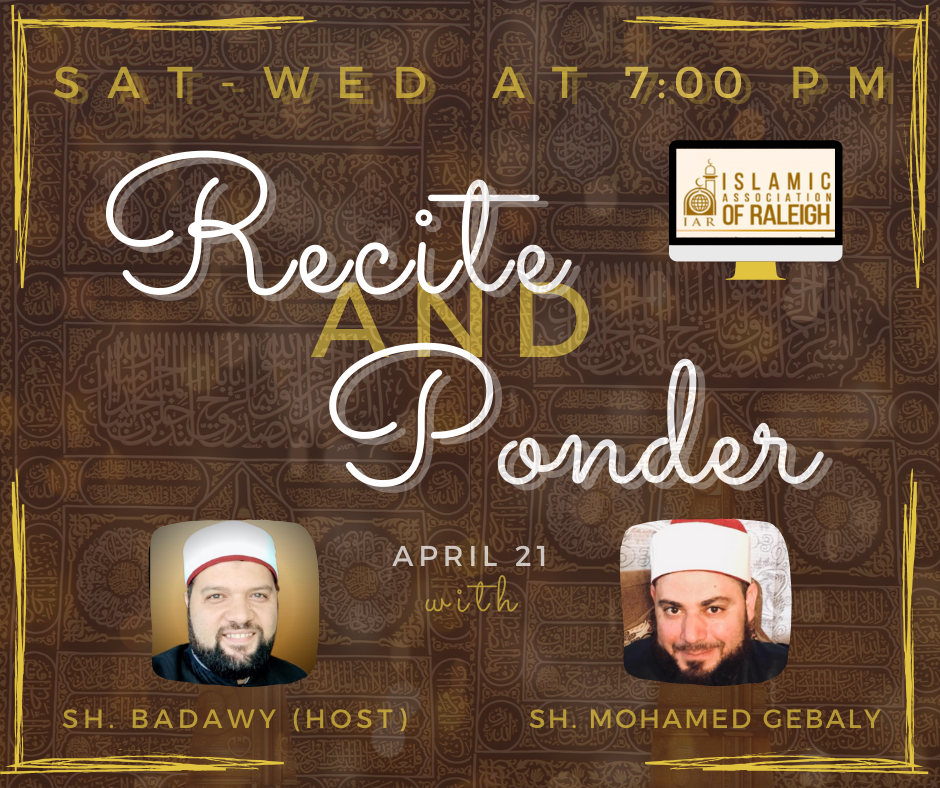 SAT-WED AT 7:00 PM
Recite
AND
Ponder
ISLAMIC
ASSOCIATION
OF RALEIGH
IAR
APRIL 21
with
SH. BADAWY (HOST)
SH. MOHAMED GEBALY